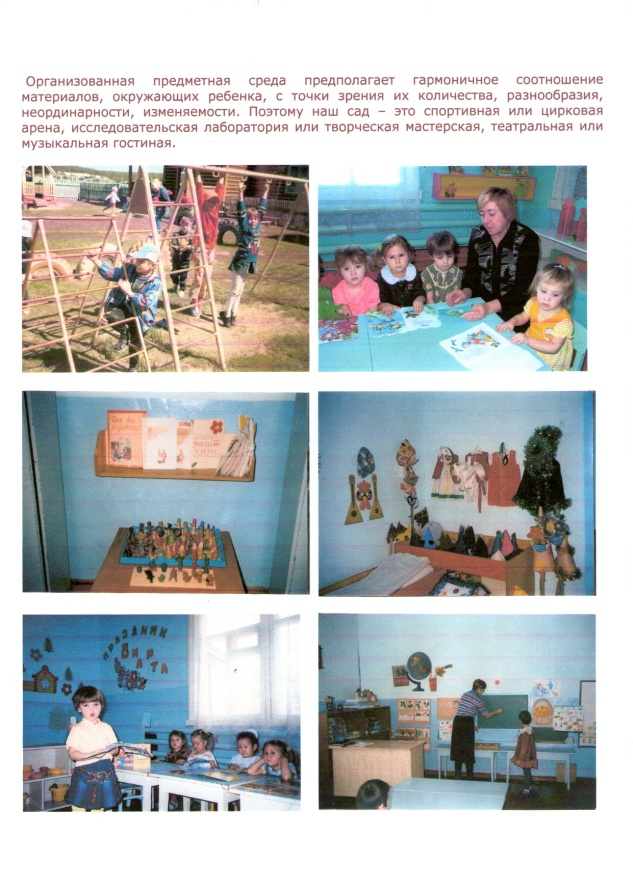 Организованная предметная среда предполагает гармоничное соотношение
материалов, окружающих ребенка, с точки зрения их количества, разнообразия,
неординарности, изменяемости. Поэтому наш сад – это спортивная или цирковая
арена, исследовательская лаборатория или творческая мастерская, театральная или
музыкальная гостиная.
ПРАЗДНИК
8
МАРТА